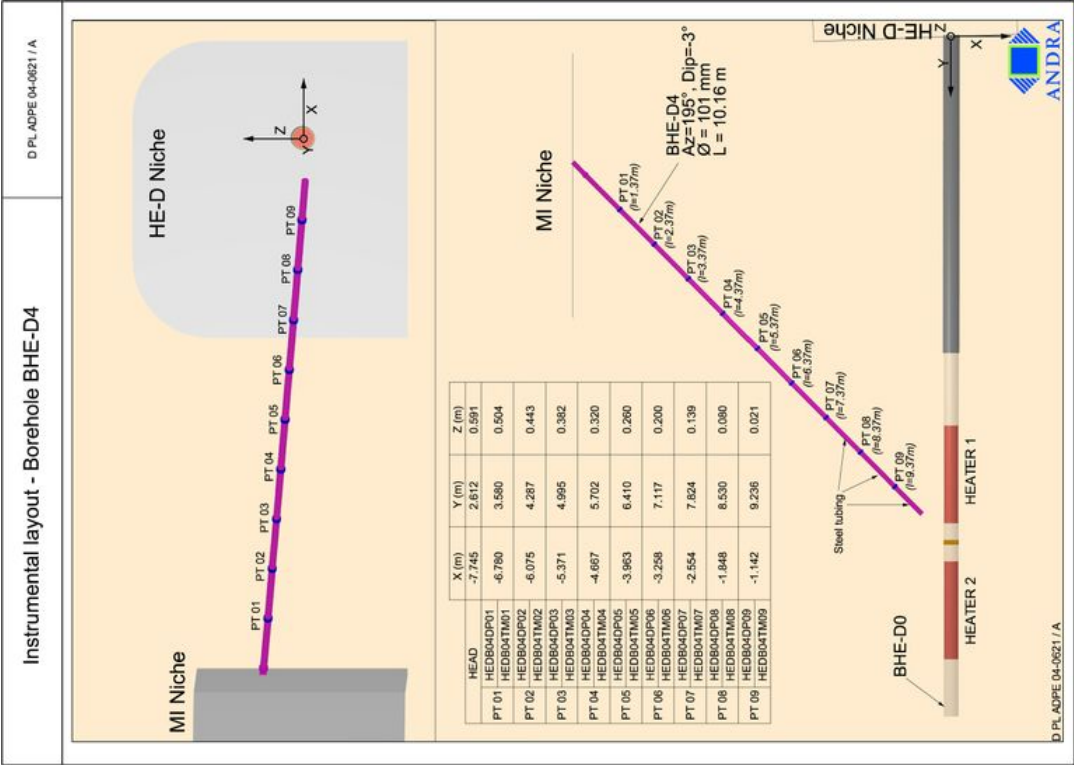 Instrumental layout - Borehole BHE-D4
D PL ADPE 04-0621 / A
MI Niche
HE-D Niche
PT 01
PT 02
PT 03
PT 04
PT 05
PT 06
PT 07
PT 08
PT 09
Z
Y
X
X (m) Y (m) Z (m)
HEAD -7.745 2.612 0.591
PT 01 HEDB04DP01 -6.780 3.580 0.504
HEDB04TM01
PT 02 HEDB04DP02 -6.075 4.287 0.443
HEDB04TM02
PT 03 HEDB04DP03 -5.371 4.995 0.382
HEDB04TM03
PT 04 HEDB04DP04 -4.667 5.702 0.320
HEDB04TM04
PT 05 HEDB04DP05 -3.963 6.410 0.260
HEDB04TM05
PT 06 HEDB04DP06 -3.258 7.117 0.200
HEDB04TM06
PT 07 HEDB04DP07 -2.554 7.824 0.139
HEDB04TM07
PT 08 HEDB04DP08 -1.848 8.530 0.080
HEDB04TM08
PT 09 HEDB04DP09 -1.142 9.236 0.021
HEDB04TM09
MI Niche
BHE-D4
Az=195°, Dip=-3°
Ø = 101 mm
L = 10.16 m
PT 01
(l=1.37m)
PT 02
(l=2.37m)
PT 03
(l=3.37m)
PT 04
(l=4.37m)
PT 05
(l=5.37m)
PT 06
(l=6.37m)
PT 07
(l=7.37m)
PT 08
(l=8.37m)
PT 09
(l=9.37m)
Steel tubing
HE-D Niche
Z
Y
X
BHE-D0
HEATER 2
HEATER 1
ANDRA
D PL ADPE 04-0621 / A